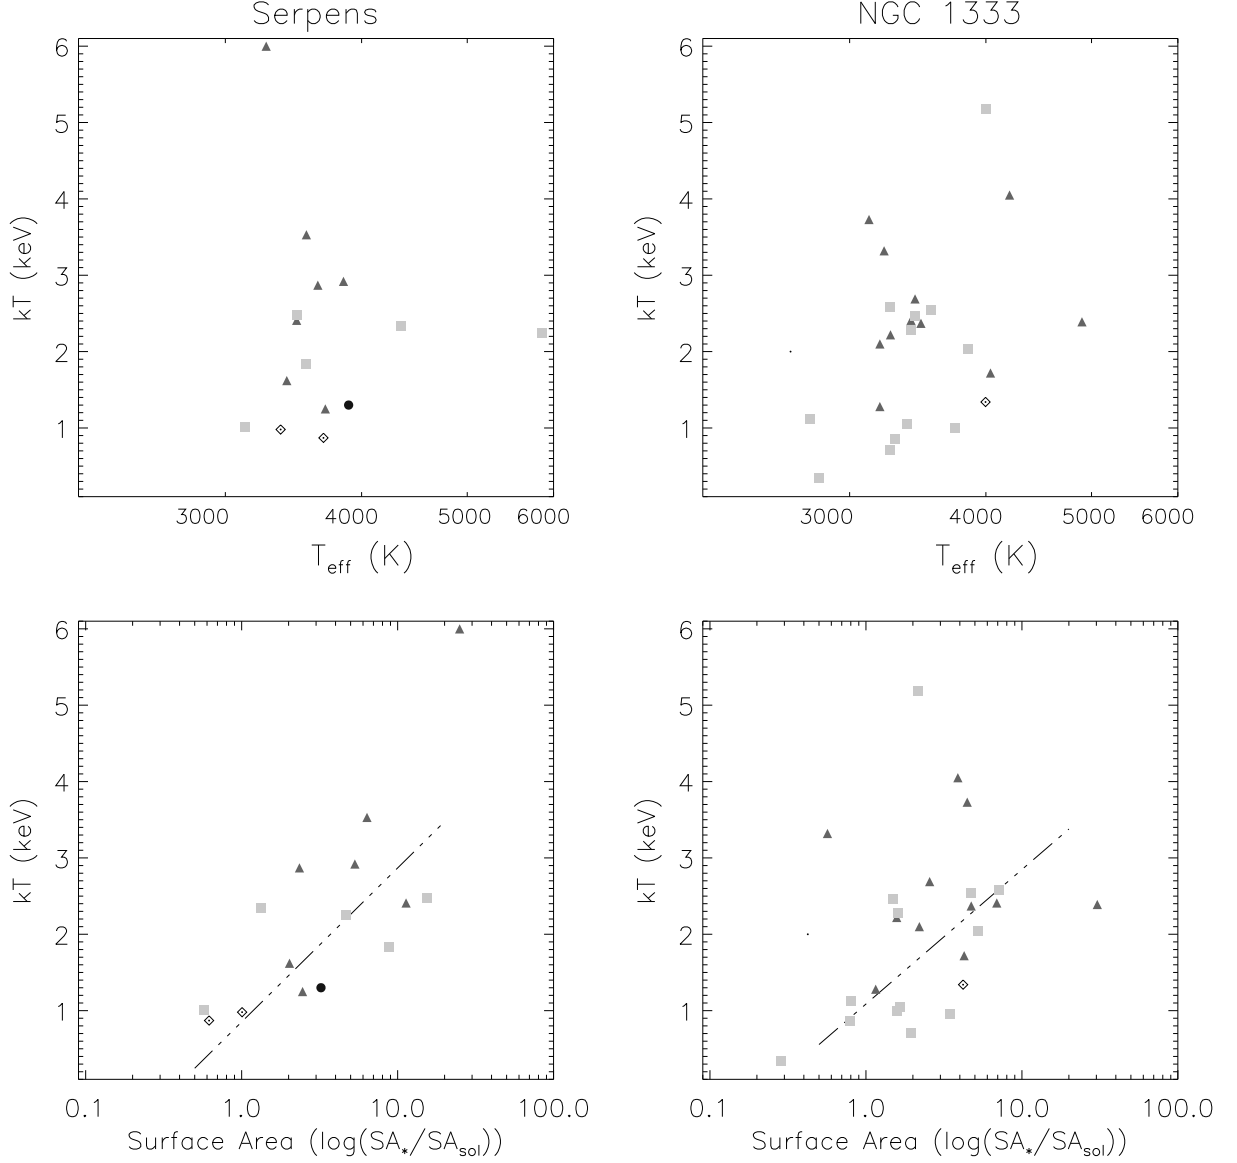 Serpens
NGC 1333
6
5
4
3
2
1
kT (keV)
3000 4000 5000 6000
T_eff (K)
6
5
4
3
2
1
kT (keV)
3000 4000 5000 6000
T_eff (K)
6
5
4
3
2
1
kT (keV)
0.1 1.0 10.0 100.0
Surface Area (log(SA_*/SA_sol))
6
5
4
3
2
1
kT (keV)
0.1 1.0 10.0 100.0
Surface Area (log(SA_*/SA_sol))